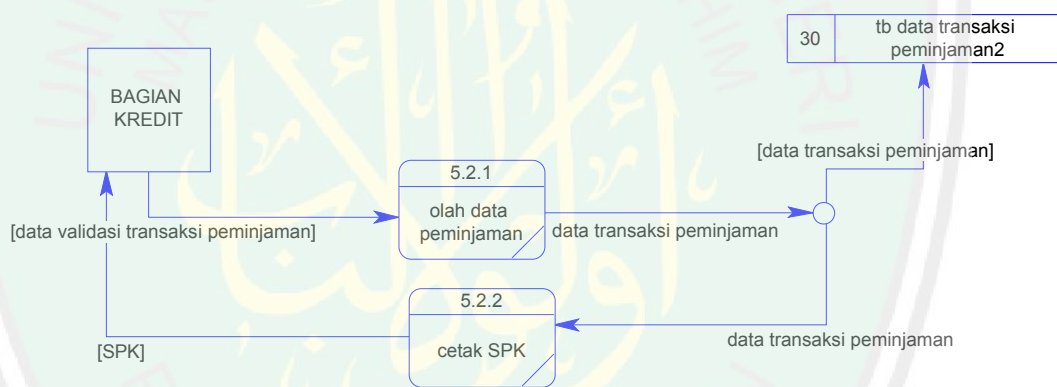 30
tb data transaksi
peminjaman2
BAGIAN
KREDIT
[data transaksi peminjaman]
5.2.1
olah data
peminjaman
[data validasi transaksi peminjaman]
data transaksi peminjaman
5.2.2
cetak SPK
[SPK]
data transaksi peminjaman